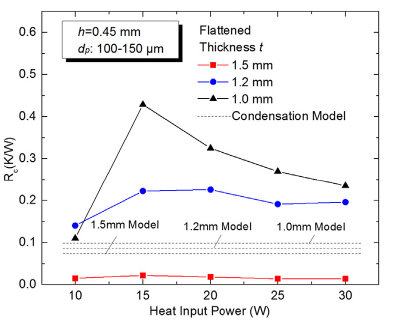 h=0.45 mm
dp: 100-150 μm
Flattened
Thickness t
1.5 mm
1.2 mm
1.0 mm
Condensation Model
1.5mm Model
1.2mm Model
1.0mm Model
0.6
0.5
0.4
0.3
0.2
0.1
0.0
Rc(K/W)
10
15
20
25
30
Heat Input Power (W)